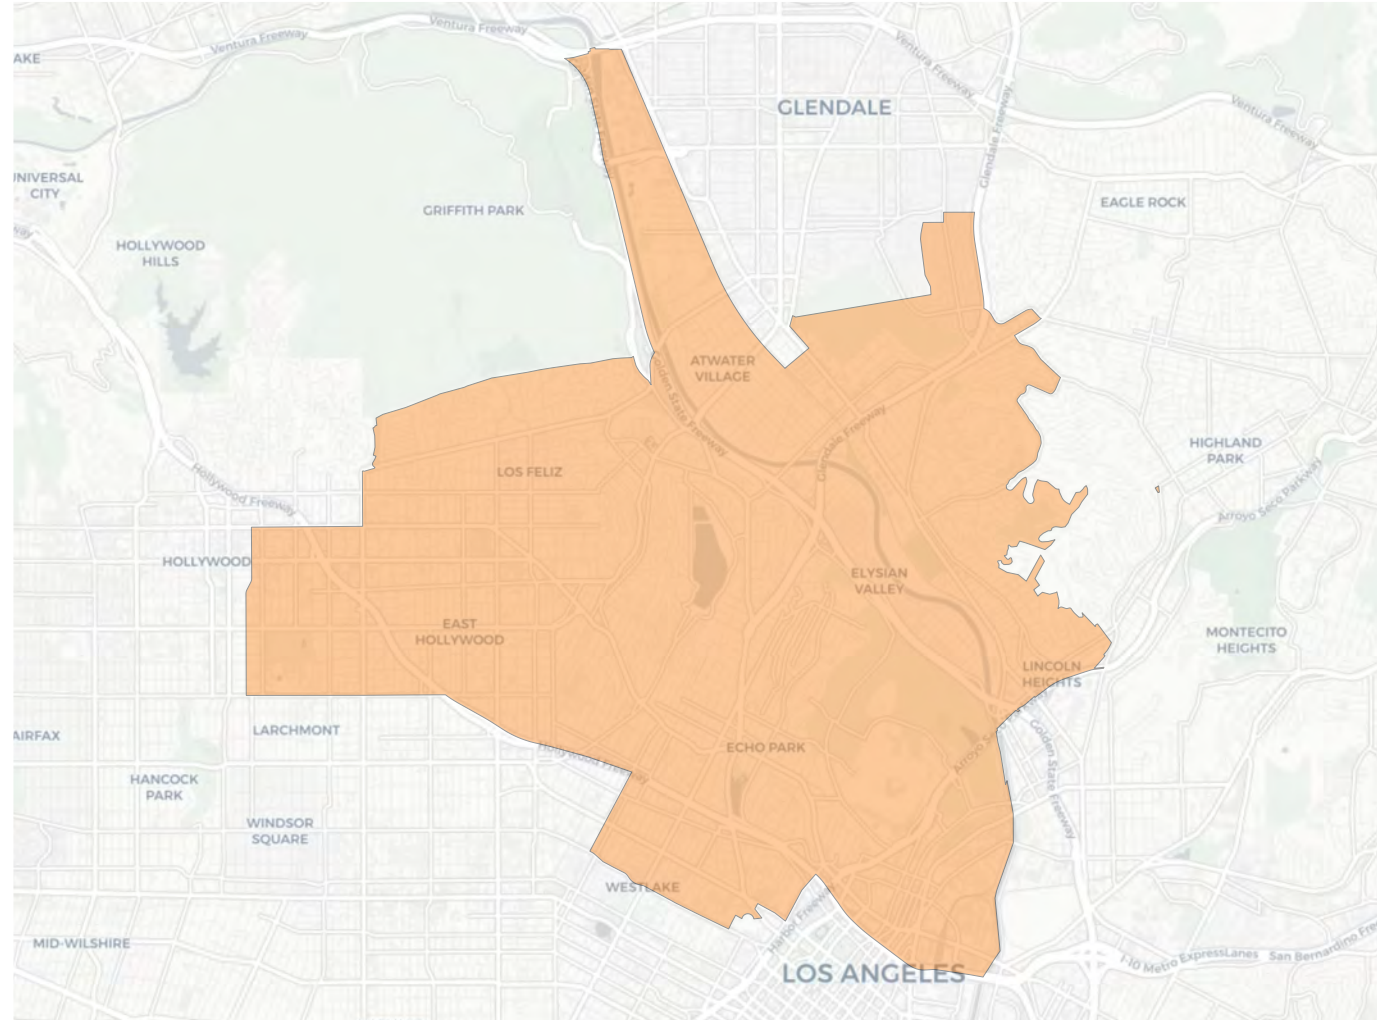 Ventura Freeway
Ventura Freeway
Ventura Freeway
AKE
GLENDALE
Ventura Freeway
Glendale Freeway
NIVERSAL
CITY
EAGLE ROCK
GRIFFITH PARK
HOLLYWOOD
HILLS
ATWATER
VILLAGE
Golden State Freeway
Glendale Freeway
HIGHLAND
PARK
LOS FELIZ
Hollywood Freeway
Arroyo Seco Parkway
HOLLYWOOD
ELYSIAN
VALLEY
EAST
HOLLYWOOD
MONTECITO
HEIGHTS
LINCOLN
HEIGHTS
LARCHMONT
AIRFAX
ECHO PARK
Hollywood Freeway
Golden State Freeway
HANCOCK
PARK
WINDSOR
SQUARE
WESTLAKE
Harbor Freeway
MID-WILSHIRE
I-10 Metro ExpressLanes
San Bernardino Fre
LOS ANGELES